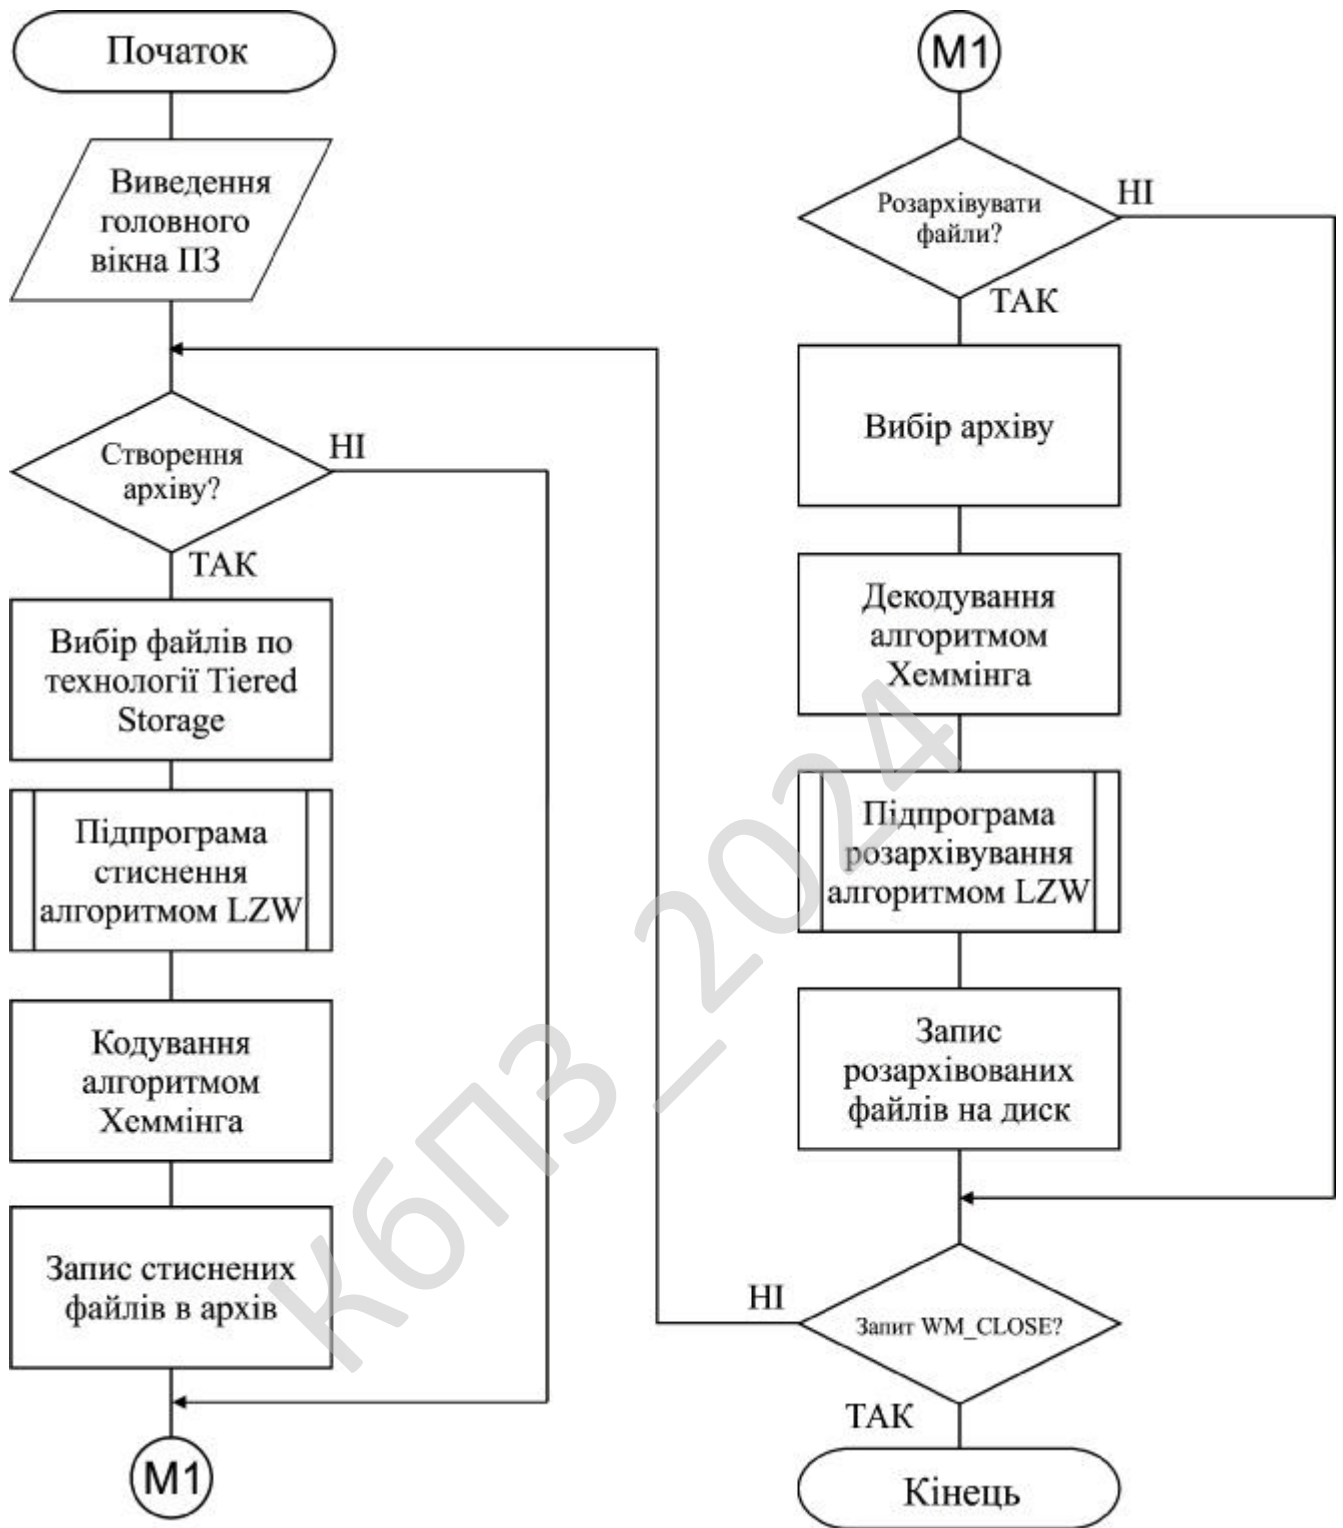 Початок
Виведення
головного
вікна ПЗ
Створення
архіву?
НІ
ТАК
Вибір файлів по
технології Tiered
Storage
Підпрограма
стиснення
алгоритмом LZW
Кодування
алгоритмом
Хеммінга
Запис стиснених
файлів в архів
М1
М1
Розархівувати
файли?
НІ
ТАК
Вибір архіву
Декодування
алгоритмом
Хеммінга
Підпрограма
розархівування
алгоритмом LZW
Запис
розархівованих
файлів на диск
НІ
Запит WM_CLOSE?
ТАК
Кінець
КбПЗ_2024